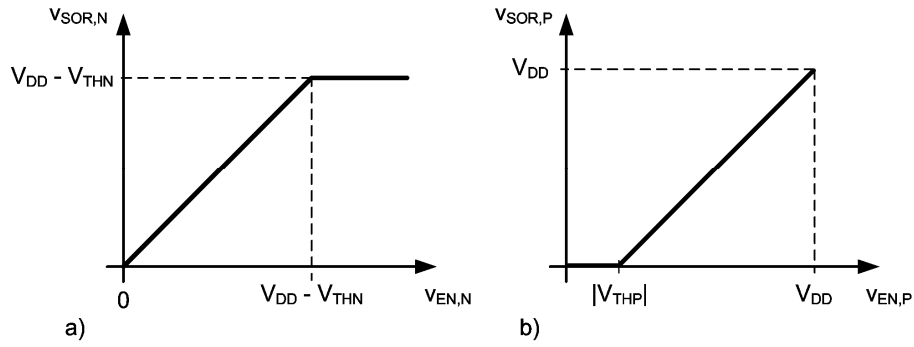 vSOR,N
VDD - VTHN
0
VDD - VTHN
vEN,N
a)
vSOR,P
VDD
|VTHP|
VDD
vEN,P
b)